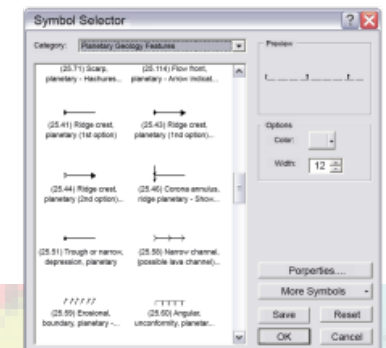 Symbol Selector
Category: Planetary Geology Features
(25.71) Scarp, planetary - Hachures...
(25.114) Flow front, planetary - Arrow indicat...
(25.41) Ridge crest, planetary (1st option)
(25.43) Ridge crest, planetary (1nd option)...
(25.44) Ridge crest, planetary (2nd option)...
(25.46) Corona annulus, ridge planetary - Show...
(25.51) Trough or narrow, depression, planetary
(25.58) Narrow channel, (possible lava channel)...
(25.59) Erosional, boundary, planetary -...
(25.60) Angular, unconformity, planetar...
Preview
Options
Color:
Width: 12
Porperties....
More Symbols
Save
Reset
OK
Cancel